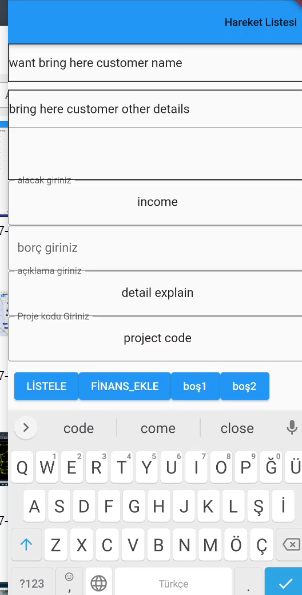 Hareket Listesi
want bring here customer name
bring here customer other details
alacak giriniz
income
borç giriniz
açıklama giriniz
detail explain
Proje kodu Giriniz
project code
LİSTELE FİNANS_EKLE boş1 boş2
code come close
Q W E R T Y U I O P Ğ Ü
1 2 3 4 5 6 7 8 9 0
A S D F G H J K L Ş İ
Z X C V B N M Ö Ç
?123 , Türkçe .